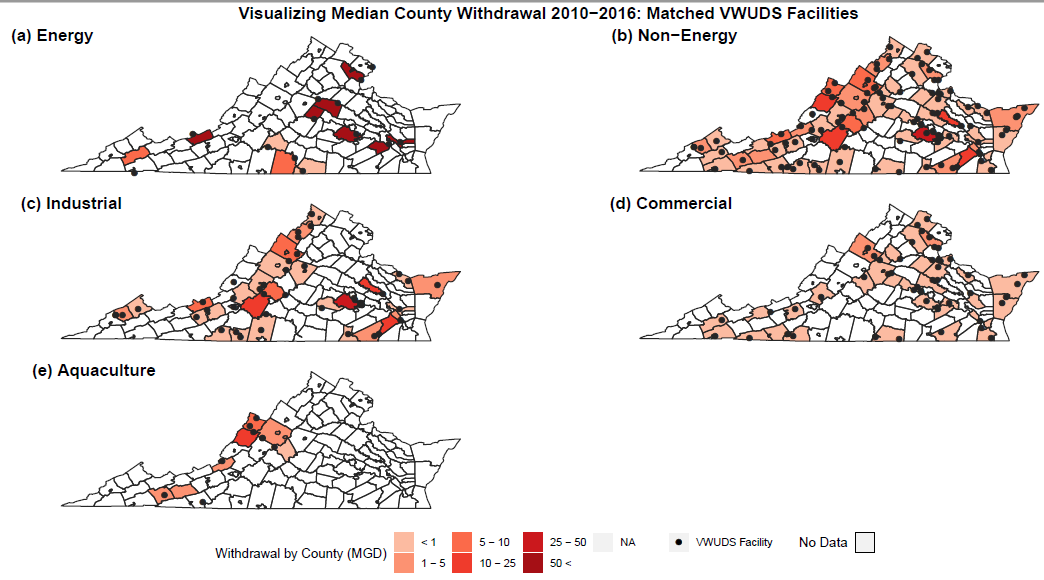 Visualizing Median County Withdrawal 2010−2016: Matched VWUDS Facilities
(a) Energy
(b) Non−Energy
(c) Industrial
(d) Commercial
(e) Aquaculture
Withdrawal by County (MGD)
< 1
1 − 5
5 − 10
10 − 25
25 − 50
50 <
NA
VWUDS Facility
No Data